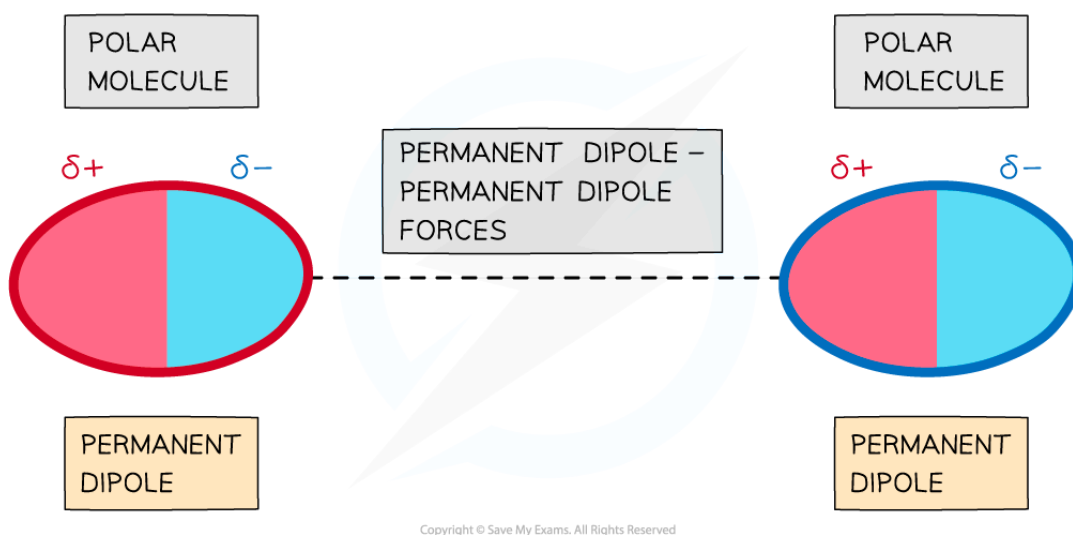 POLAR
MOLECULE
POLAR
MOLECULE
PERMANENT DIPOLE –
PERMANENT DIPOLE
FORCES
δ+
δ−
δ+
δ−
PERMANENT
DIPOLE
PERMANENT
DIPOLE
Copyright © Save My Exams. All Rights Reserved